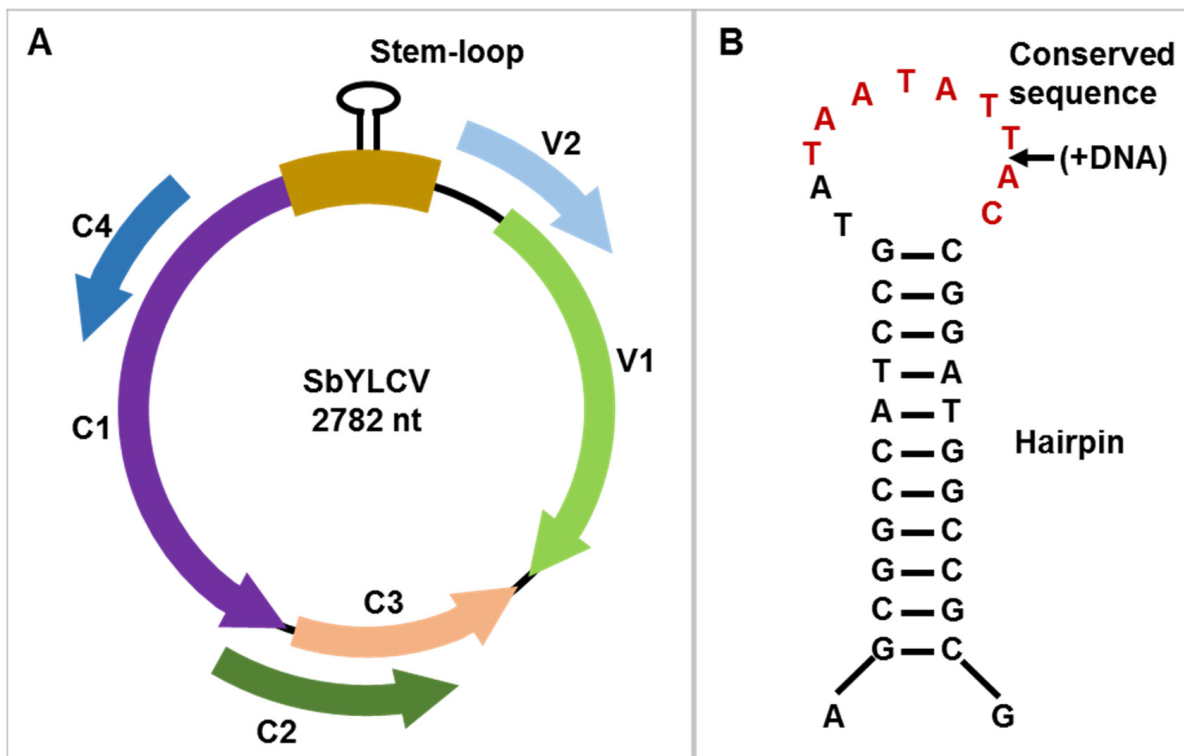 A
Stem-loop
V2
C4
V1
SbYLCV
2782 nt
C1
C3
C2
B
Conserved
sequence
T A A T A T T A C
(+DNA)
A
T
G C
C G
C G
T A
A T
C G
C G
G C
G C
C G
G C
A G
Hairpin